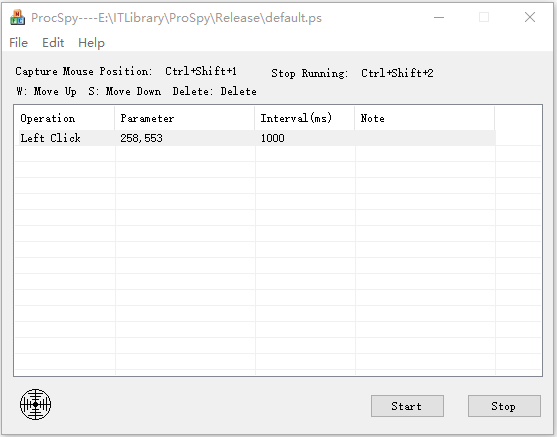 ProcSpy----E:\ITLibrary\ProSpy\Release\default.ps
File Edit Help
Capture Mouse Position: Ctrl+Shift+1 Stop Running: Ctrl+Shift+2
W: Move Up S: Move Down Delete: Delete
Operation Parameter Interval(ms) Note
Left Click 258,553 1000
Start Stop